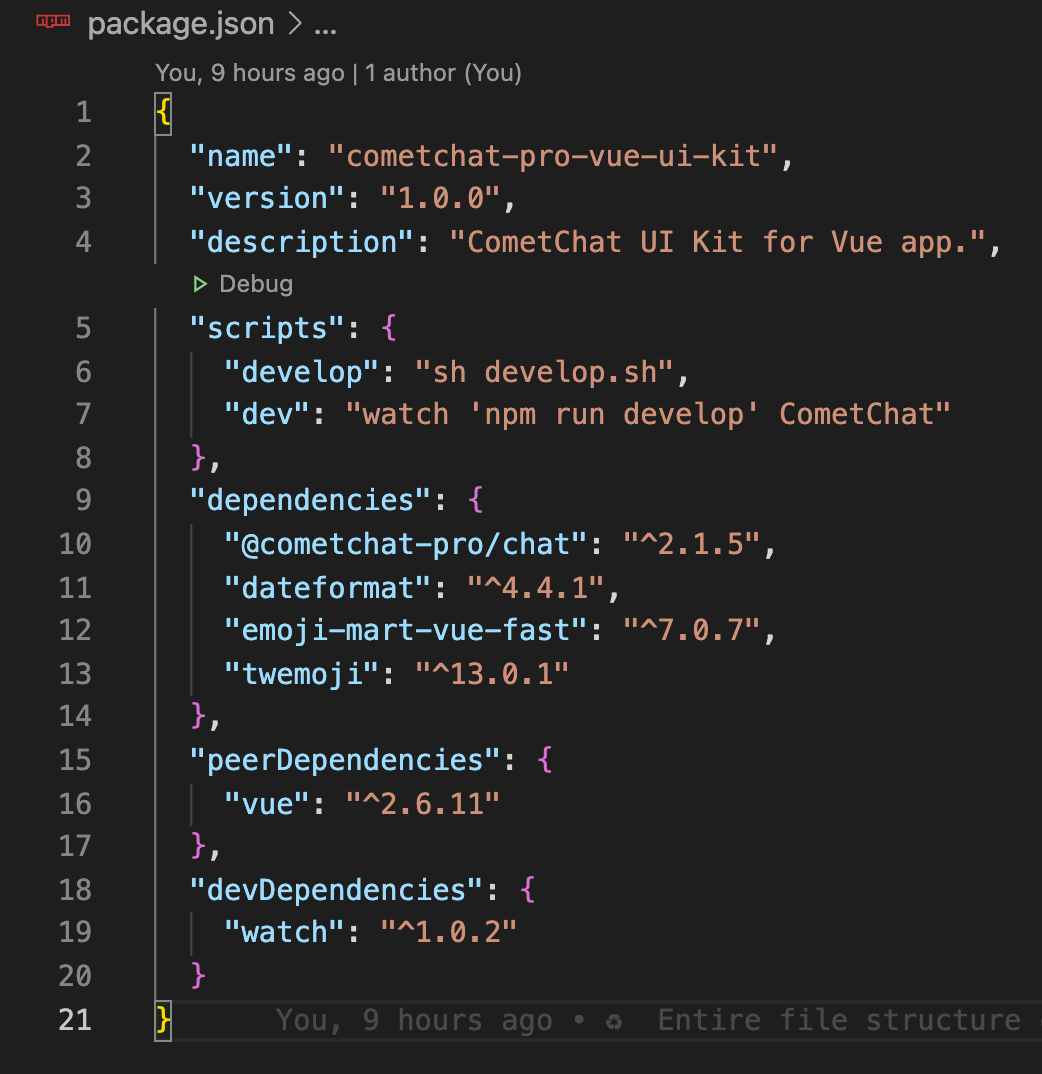 npm package.json > ...
You, 9 hours ago | 1 author (You)
1 {
2 "name": "cometchat-pro-vue-ui-kit",
3 "version": "1.0.0",
4 "description": "CometChat UI Kit for Vue app.",
Debug
5 "scripts": {
6 "develop": "sh develop.sh",
7 "dev": "watch 'npm run develop' CometChat"
8 },
9 "dependencies": {
10 "@cometchat-pro/chat": "^2.1.5",
11 "dateformat": "^4.4.1",
12 "emoji-mart-vue-fast": "^7.0.7",
13 "twemoji": "^13.0.1"
14 },
15 "peerDependencies": {
16 "vue": "^2.6.11"
17 },
18 "devDependencies": {
19 "watch": "^1.0.2"
20 }
21 } You, 9 hours ago • ♻ Entire file structure